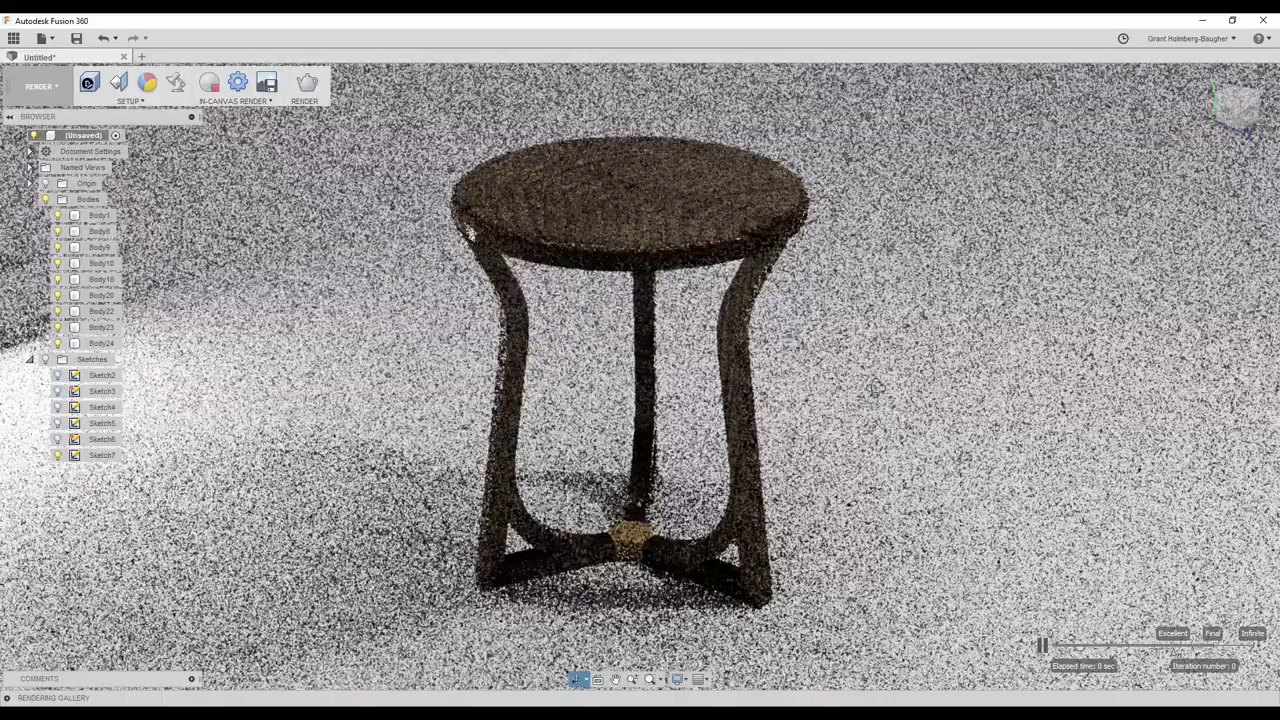 Autodesk Fusion 360
Grant Holmberg-Baugher
Untitled*
RENDER
SETUP
IN-CANVAS RENDER
RENDER
BROWSER
(Unsaved)
Document Settings
Named Views
Origin
Bodies
Body1
Body8
Body9
Body10
Body18
Body20
Body22
Body23
Body24
Sketches
Sketch2
Sketch3
Sketch4
Sketch5
Sketch6
Sketch7
Excellent
Final
Infinite
Elapsed time: 0 sec
Iteration number: 0
COMMENTS
RENDERING GALLERY